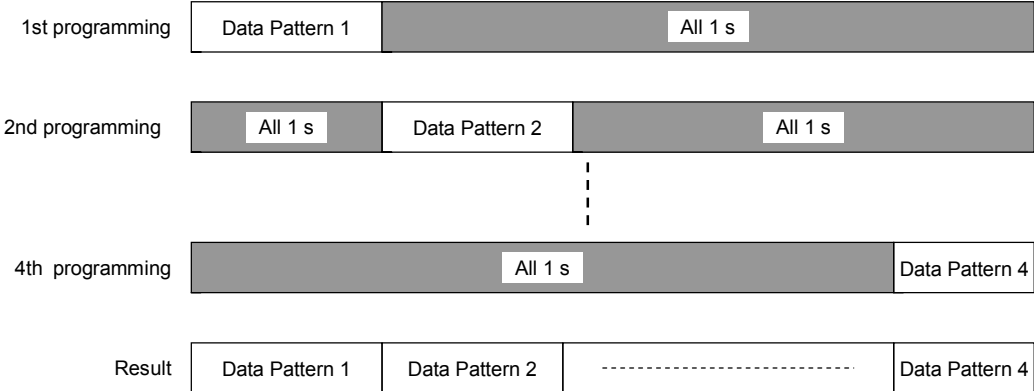 1st programming Data Pattern 1 All 1 s
2nd programming All 1 s Data Pattern 2 All 1 s
4th programming All 1 s Data Pattern 4
Result Data Pattern 1 Data Pattern 2 Data Pattern 4